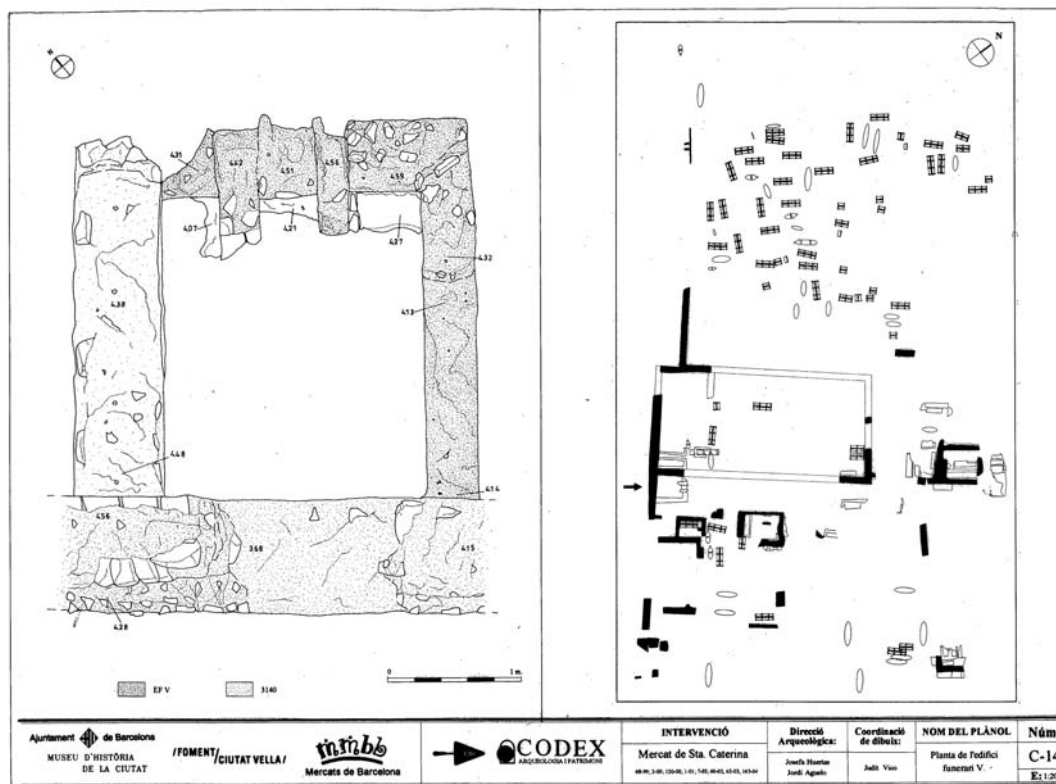 N
N
431
442
451
456
459
407
421
427
432
413
438
448
414
456
368
415
428
0 1 m.
EF V 3140
Ajuntament de Barcelona
MUSEU D'HISTÒRIA
DE LA CIUTAT
/FOMENT/
/CIUTAT VELLA/
Mercats de Barcelona
CODEX
ARQUEOLOGIA I PATRIMONI
INTERVENCIÓ
Mercat de Sta. Caterina
Direcció
Arqueològica:
Josefa Huertas
Jordi Aguelo
Coordinació
de dibuix:
Judit Vico
NOM DEL PLÀNOL
Planta de l'edifici
funerari V.
Núm
C-14